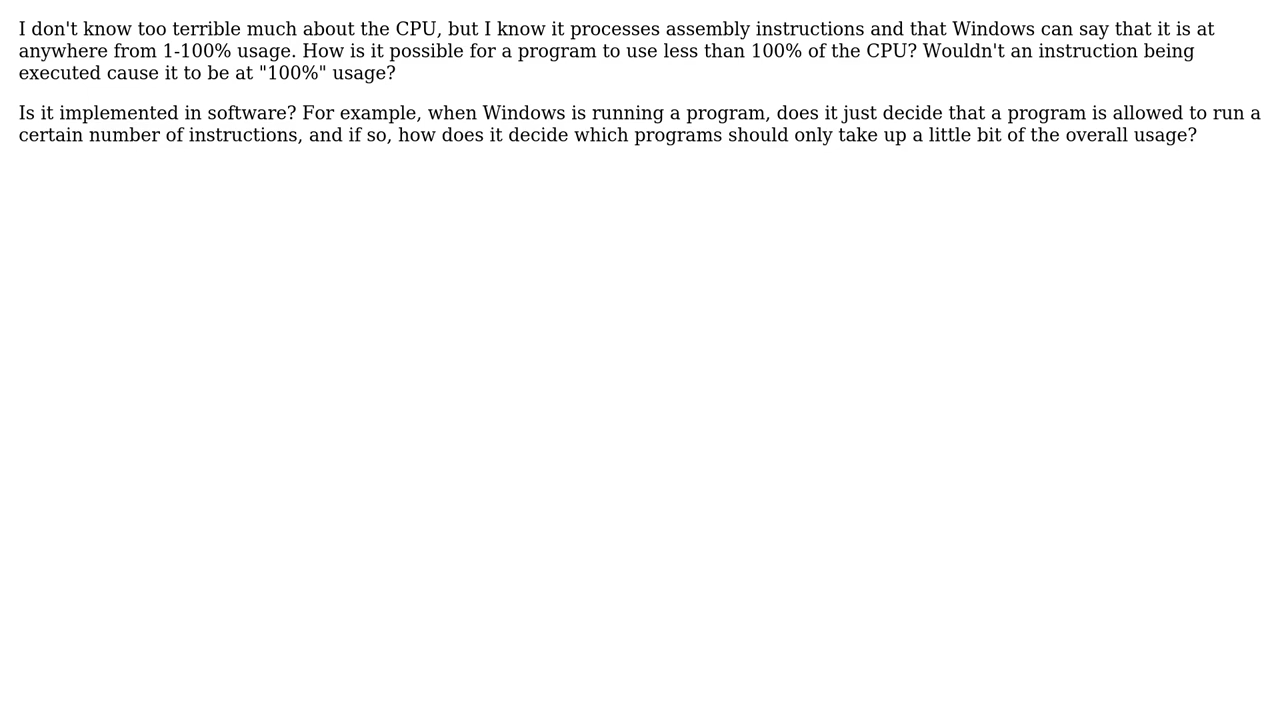 I don't know too terrible much about the CPU, but I know it processes assembly instructions and that Windows can say that it is at
anywhere from 1-100% usage. How is it possible for a program to use less than 100% of the CPU? Wouldn't an instruction being
executed cause it to be at "100%" usage?
Is it implemented in software? For example, when Windows is running a program, does it just decide that a program is allowed to run a
certain number of instructions, and if so, how does it decide which programs should only take up a little bit of the overall usage?